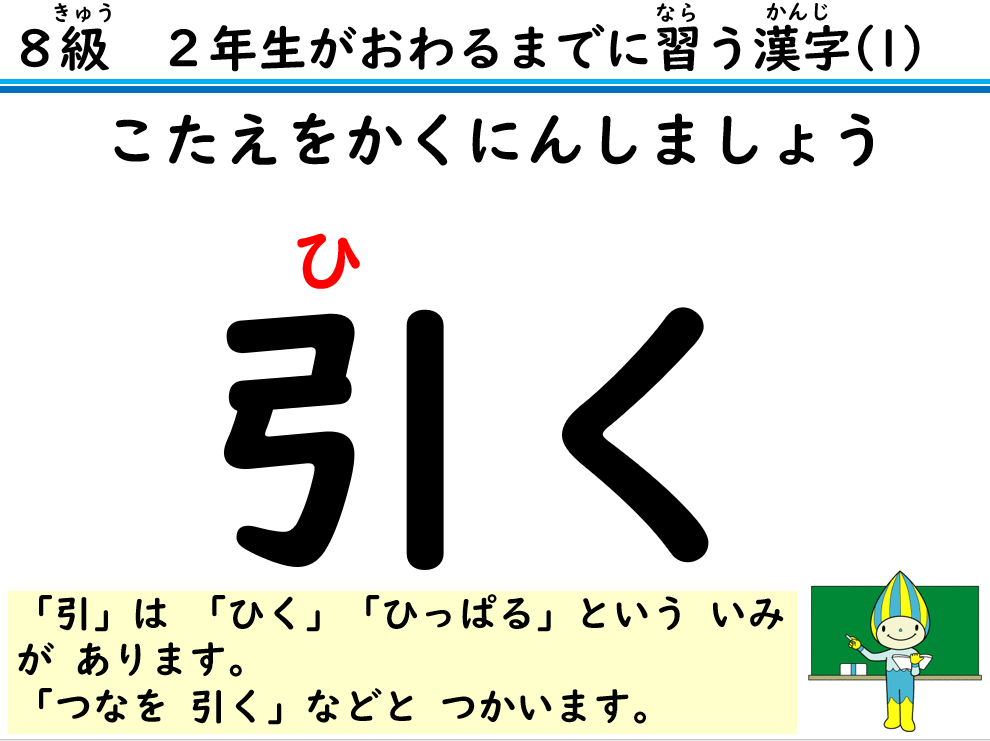 きゅう なら かんじ
８級　２年生がおわるまでに習う漢字(1)
こたえをかくにんしましょう
ひ
引く
「引」は 「ひく」「ひっぱる」という いみ
が あります。
「つなを 引く」などと つかいます。